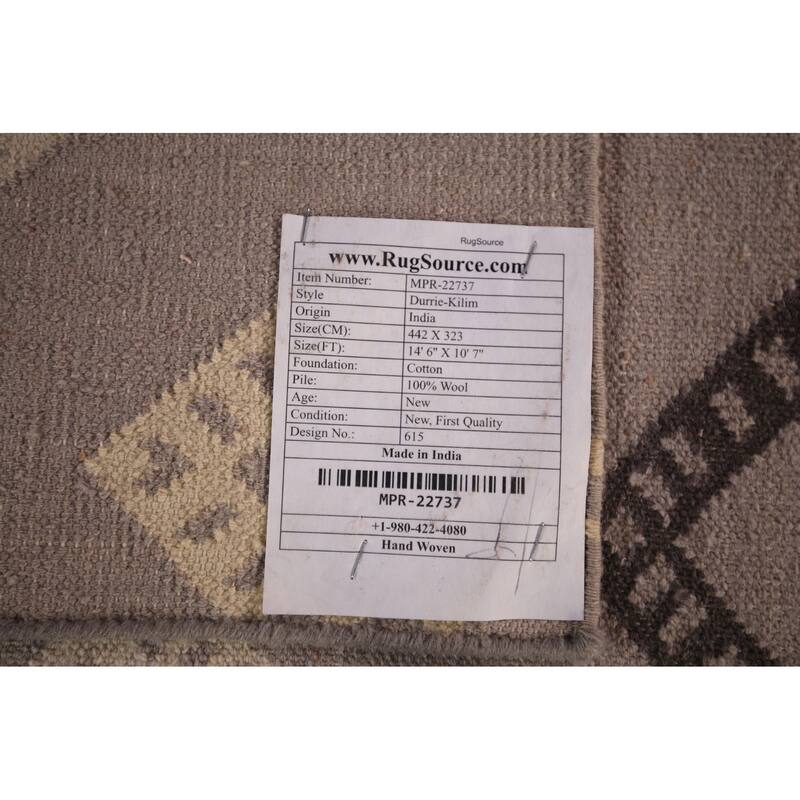 RugSource
www.RugSource.com
Item Number: MPR-22737
Style Durrie-Kilim
Origin India
Size(CM): 442 X 323
Size(FT): 14' 6" X 10' 7"
Foundation: Cotton
Pile: 100% Wool
Age: New
Condition: New, First Quality
Design No.: 615
Made in India
MPR-22737
+1-980-422-4080
Hand Woven